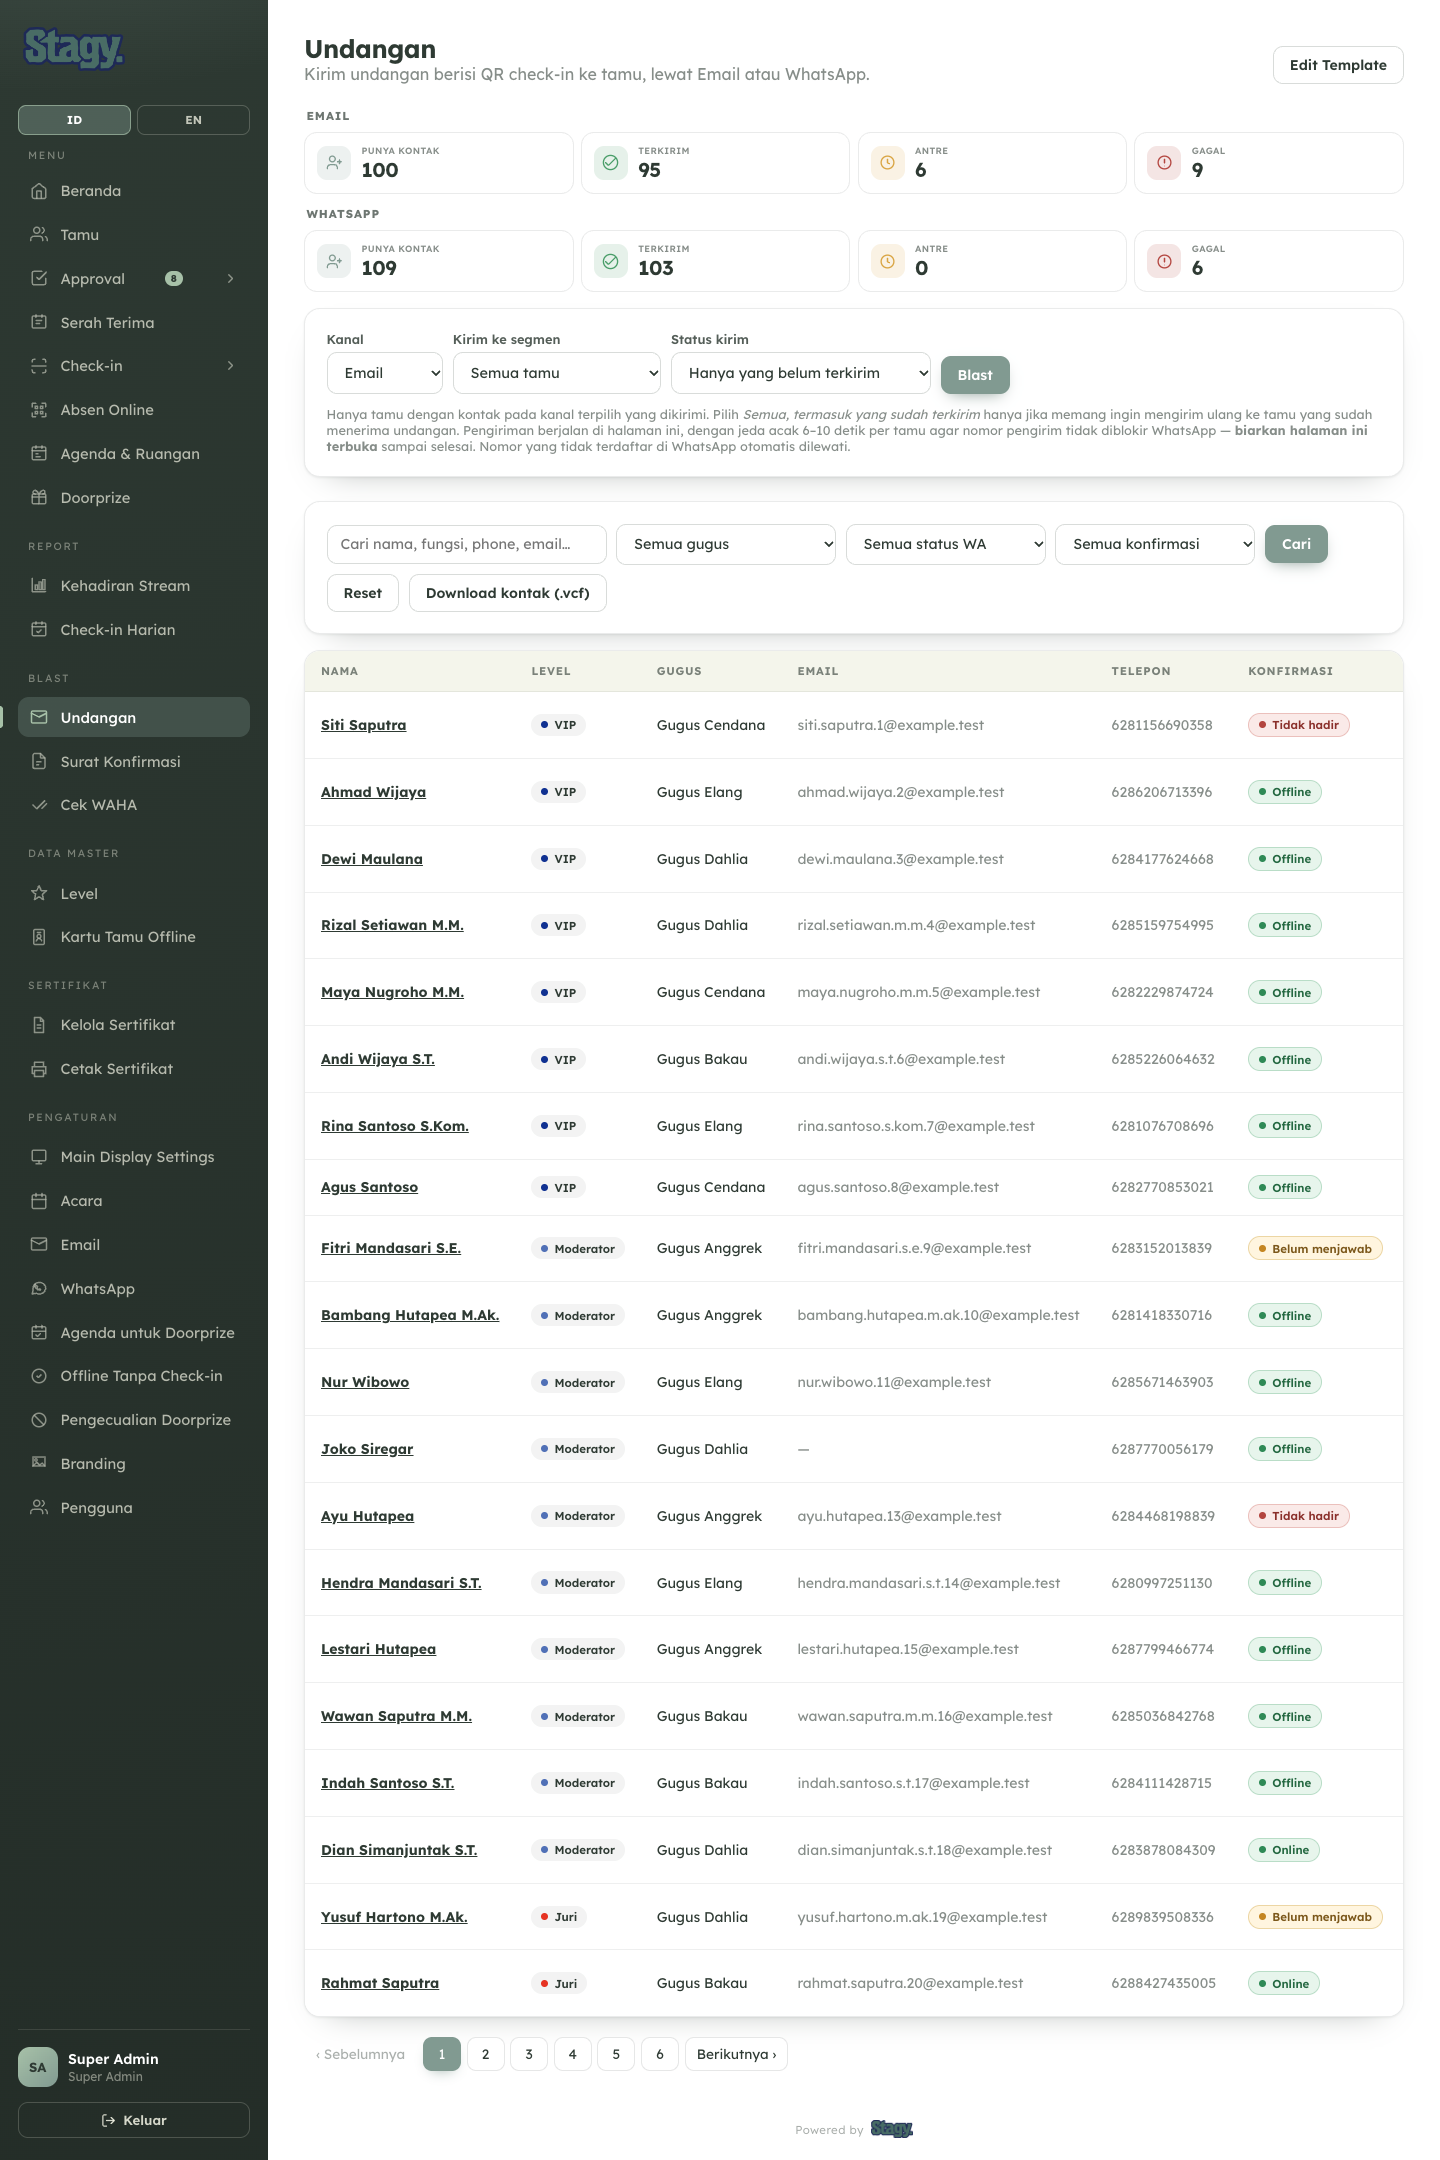 Stagy.
ID
EN
MENU
Beranda
Tamu
Approval 8
Serah Terima
Check-in
Absen Online
Agenda & Ruangan
Doorprize
REPORT
Kehadiran Stream
Check-in Harian
BLAST
Undangan
Surat Konfirmasi
Cek WAHA
DATA MASTER
Level
Kartu Tamu Offline
SERTIFIKAT
Kelola Sertifikat
Cetak Sertifikat
PENGATURAN
Main Display Settings
Acara
Email
WhatsApp
Agenda untuk Doorprize
Offline Tanpa Check-in
Pengecualian Doorprize
Branding
Pengguna
SA
Super Admin
Super Admin
Keluar
Undangan
Kirim undangan berisi QR check-in ke tamu, lewat Email atau WhatsApp.
Edit Template
EMAIL
PUNYA KONTAK
100
TERKIRIM
95
ANTRE
6
GAGAL
9
WHATSAPP
PUNYA KONTAK
109
TERKIRIM
103
ANTRE
0
GAGAL
6
Kanal
Kirim ke segmen
Status kirim
Email
Semua tamu
Hanya yang belum terkirim
Blast
Hanya tamu dengan kontak pada kanal terpilih yang dikirimi. Pilih Semua, termasuk yang sudah terkirim hanya jika memang ingin mengirim ulang ke tamu yang sudah
menerima undangan. Pengiriman berjalan di halaman ini, dengan jeda acak 6–10 detik per tamu agar nomor pengirim tidak diblokir WhatsApp — biarkan halaman ini
terbuka sampai selesai. Nomor yang tidak terdaftar di WhatsApp otomatis dilewati.
Cari nama, fungsi, phone, email...
Semua gugus
Semua status WA
Semua konfirmasi
Cari
Reset
Download kontak (.vcf)
NAMA LEVEL GUGUS EMAIL TELEPON KONFIRMASI
Siti Saputra VIP Gugus Cendana siti.saputra.1@example.test 6281156690358 Tidak hadir
Ahmad Wijaya VIP Gugus Elang ahmad.wijaya.2@example.test 6286206713396 Offline
Dewi Maulana VIP Gugus Dahlia dewi.maulana.3@example.test 6284177624668 Offline
Rizal Setiawan M.M. VIP Gugus Dahlia rizal.setiawan.m.m.4@example.test 6285159754995 Offline
Maya Nugroho M.M. VIP Gugus Cendana maya.nugroho.m.m.5@example.test 6282229874724 Offline
Andi Wijaya S.T. VIP Gugus Bakau andi.wijaya.s.t.6@example.test 6285226064632 Offline
Rina Santoso S.Kom. VIP Gugus Elang rina.santoso.s.kom.7@example.test 6281076708696 Offline
Agus Santoso VIP Gugus Cendana agus.santoso.8@example.test 6282770853021 Offline
Fitri Mandasari S.E. Moderator Gugus Anggrek fitri.mandasari.s.e.9@example.test 6283152013839 Belum menjawab
Bambang Hutapea M.Ak. Moderator Gugus Anggrek bambang.hutapea.m.ak.10@example.test 6281418330716 Offline
Nur Wibowo Moderator Gugus Elang nur.wibowo.11@example.test 6285671463903 Offline
Joko Siregar Moderator Gugus Dahlia — 6287770056179 Offline
Ayu Hutapea Moderator Gugus Anggrek ayu.hutapea.13@example.test 6284468198839 Tidak hadir
Hendra Mandasari S.T. Moderator Gugus Elang hendra.mandasari.s.t.14@example.test 6280997251130 Offline
Lestari Hutapea Moderator Gugus Anggrek lestari.hutapea.15@example.test 6287799466774 Offline
Wawan Saputra M.M. Moderator Gugus Bakau wawan.saputra.m.m.16@example.test 6285036842768 Offline
Indah Santoso S.T. Moderator Gugus Bakau indah.santoso.s.t.17@example.test 6284111428715 Offline
Dian Simanjuntak S.T. Moderator Gugus Dahlia dian.simanjuntak.s.t.18@example.test 6283878084309 Online
Yusuf Hartono M.Ak. Juri Gugus Dahlia yusuf.hartono.m.ak.19@example.test 6289839508336 Belum menjawab
Rahmat Saputra Juri Gugus Bakau rahmat.saputra.20@example.test 6288427435005 Online
‹ Sebelumnya 1 2 3 4 5 6 Berikutnya ›
Powered by Stagy.